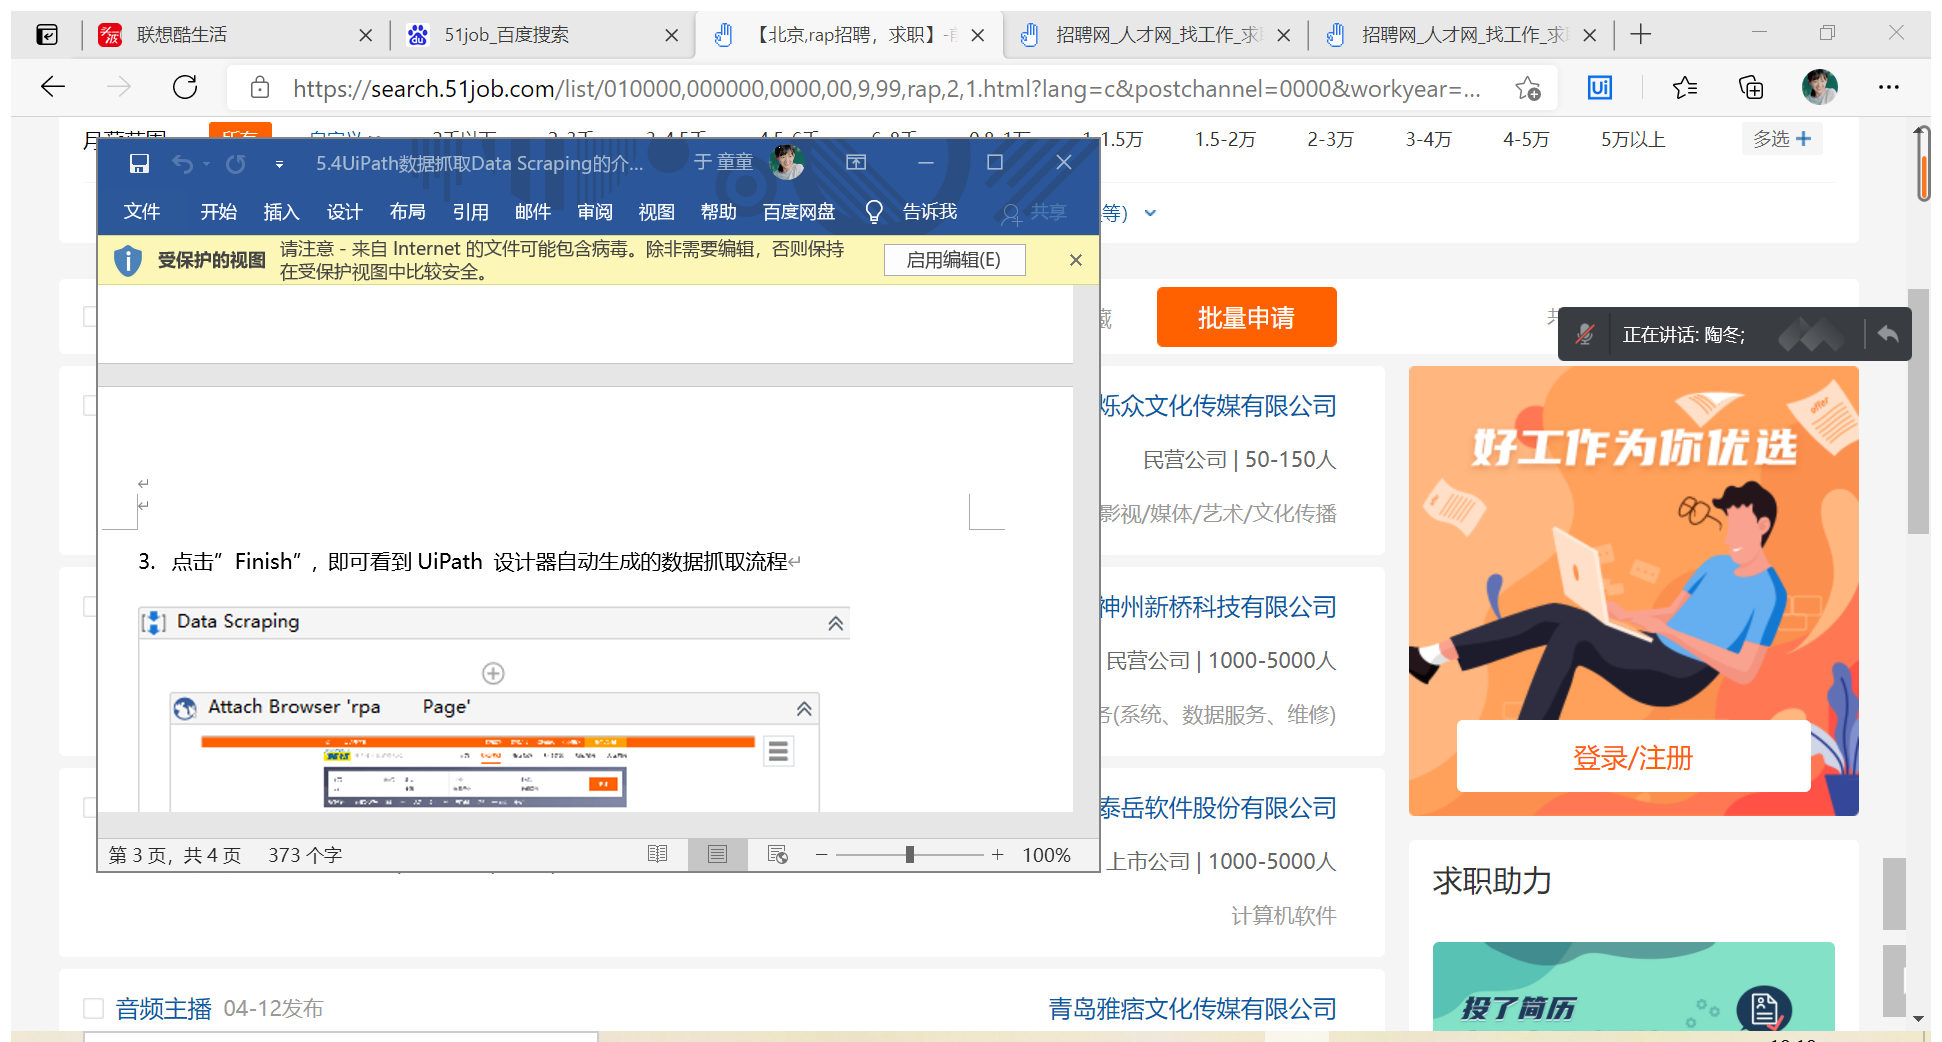 联想酷生活
51job_百度搜索
【北京,rap招聘，求职】-
招聘网_人才网_找工作_求
招聘网_人才网_找工作_求
https://search.51job.com/list/010000,000000,0000,00,9,99,rap,2,1.html?lang=c&postchannel=0000&workyear=...
1.5万 1.5-2万 2-3万 3-4万 4-5万 5万以上 多选 +
5.4UiPath数据抓取Data Scraping的介... 于 童童
文件 开始 插入 设计 布局 引用 邮件 审阅 视图 帮助 百度网盘 告诉我 共享
等)
受保护的视图
请注意 - 来自 Internet 的文件可能包含病毒。除非需要编辑，否则保持
在受保护视图中比较安全。
启用编辑(E)
批量申请
正在讲话: 陶冬;
烁众文化传媒有限公司
民营公司 | 50-150人
影视/媒体/艺术/文化传播
好工作为你优选
offer
3. 点击”Finish”，即可看到 UiPath 设计器自动生成的数据抓取流程
Data Scraping
Attach Browser 'rpa Page'
神州新桥科技有限公司
民营公司 | 1000-5000人
(系统、数据服务、维修)
登录/注册
泰岳软件股份有限公司
上市公司 | 1000-5000人
计算机软件
第 3 页，共 4 页 373 个字
100%
求职助力
音频主播 04-12发布
青岛雅痞文化传媒有限公司
投了简历